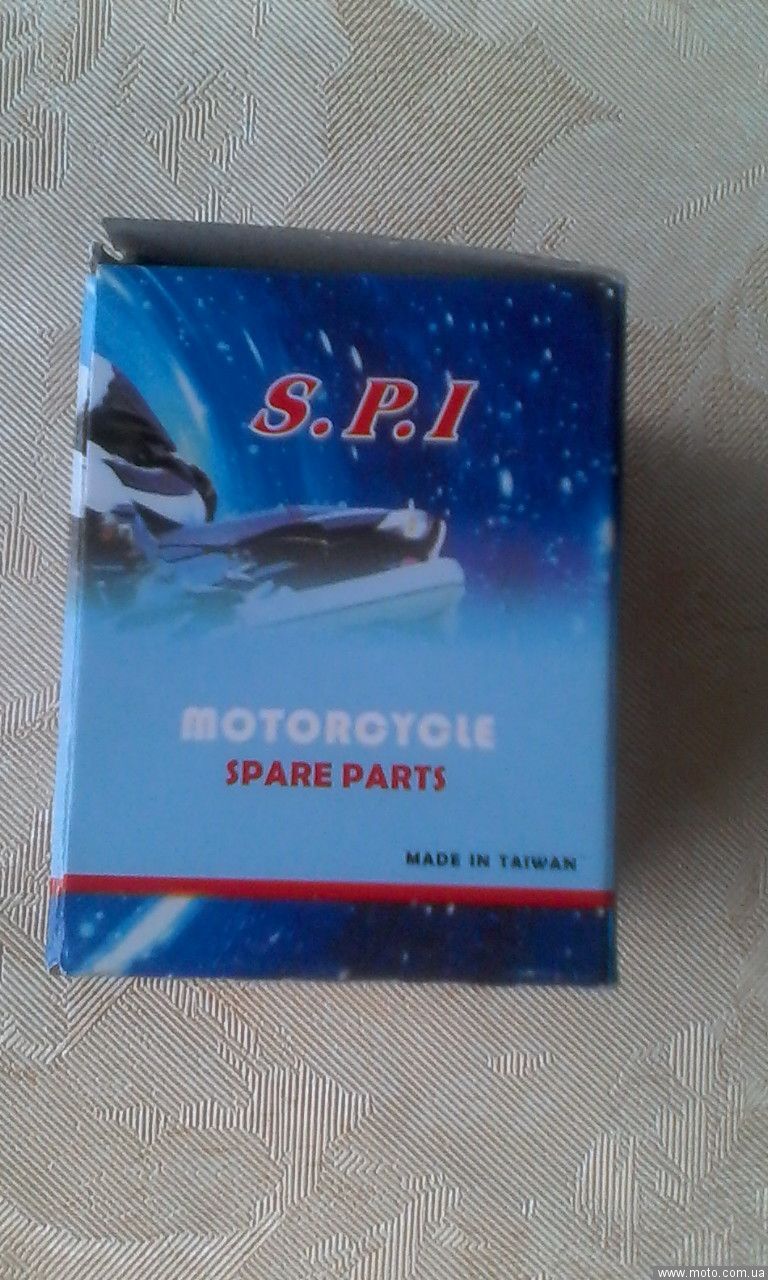 S.P.I
MOTORCYCLE
SPARE PARTS
MADE IN TAIWAN
www.moto.com.ua